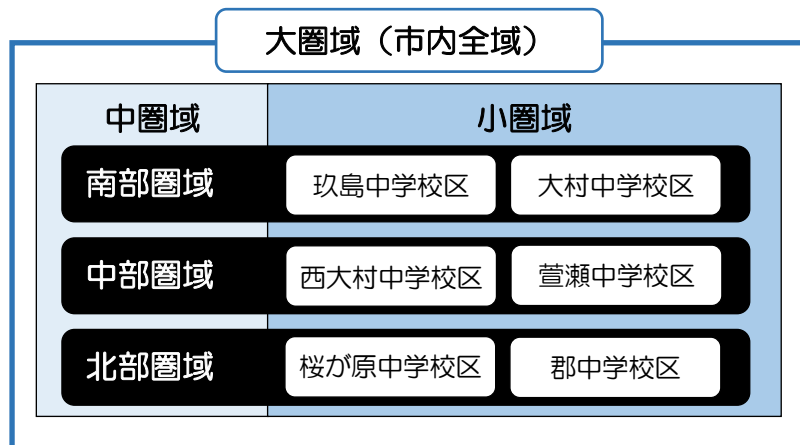 大圏域（市内全域）
中圏域 小圏域
南部圏域 玖島中学校区 大村中学校区
中部圏域 西大村中学校区 萱瀬中学校区
北部圏域 桜が原中学校区 郡中学校区